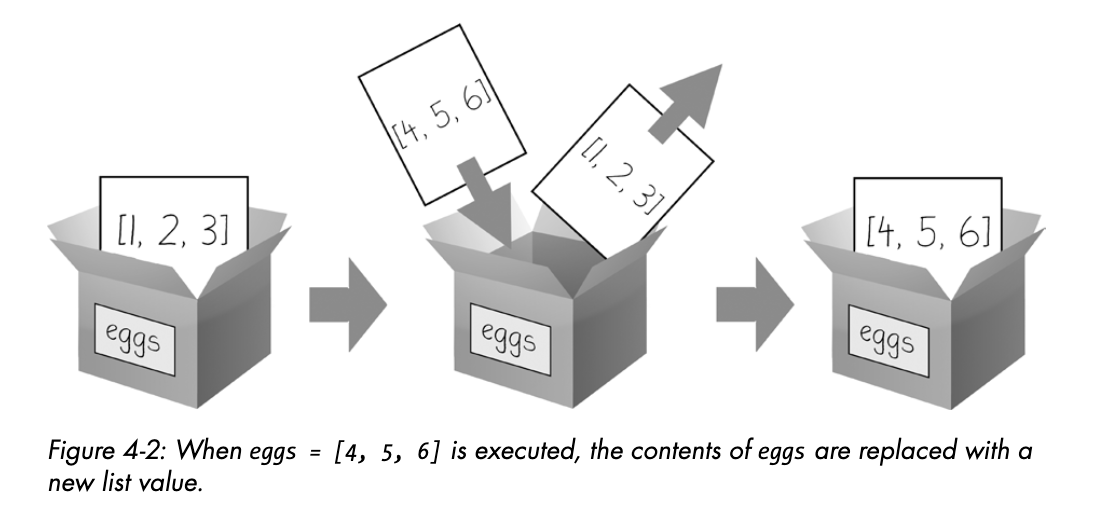 [4, 5, 6]
[1, 2, 3]
[1, 2, 3]
[4, 5, 6]
eggs
eggs
eggs
Figure 4-2: When eggs = [4, 5, 6] is executed, the contents of eggs are replaced with a
new list value.